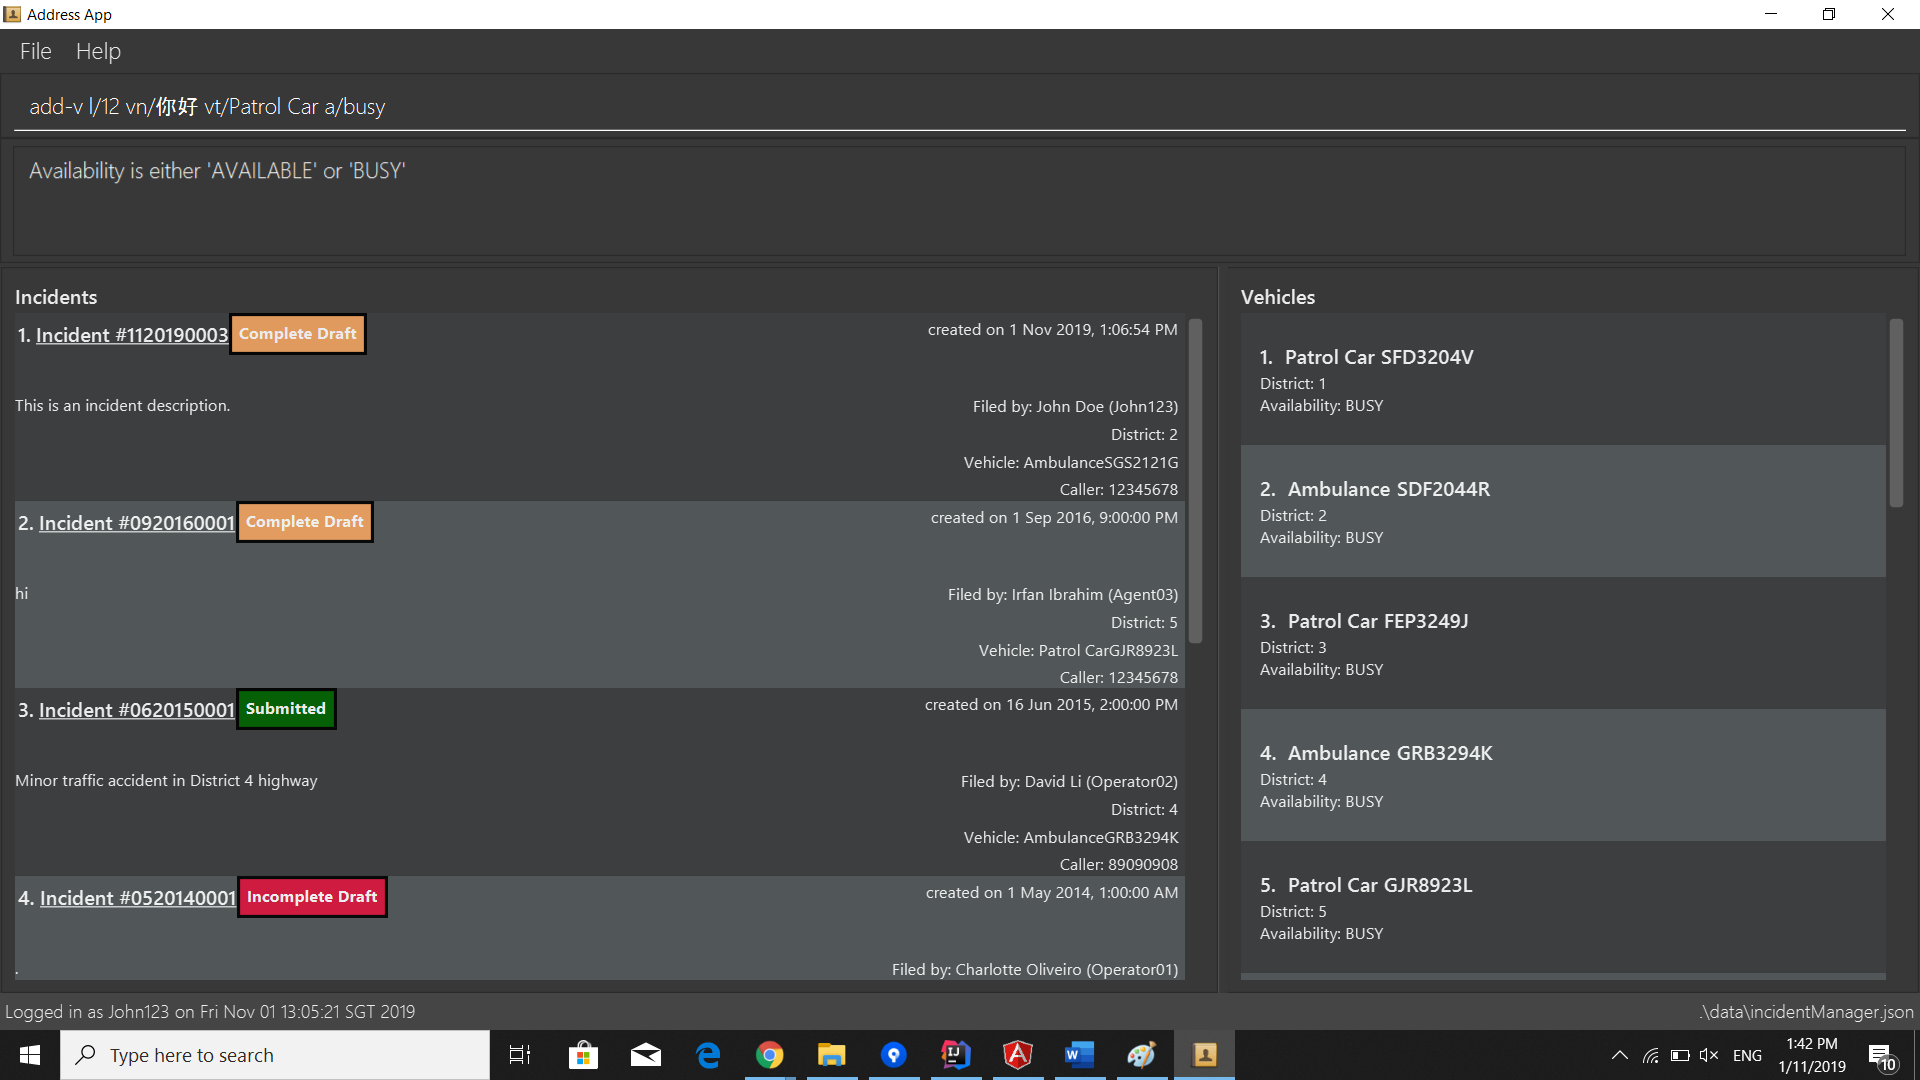 Address App
File Help
add-v l/12 vn/你好 vt/Patrol Car a/busy
Availability is either 'AVAILABLE' or 'BUSY'
Incidents
1. Incident #1120190003 Complete Draft created on 1 Nov 2019, 1:06:54 PM
This is an incident description. Filed by: John Doe (John123)
District: 2
Vehicle: AmbulanceSGS2121G
Caller: 12345678
2. Incident #0920160001 Complete Draft created on 1 Sep 2016, 9:00:00 PM
hi Filed by: Irfan Ibrahim (Agent03)
District: 5
Vehicle: Patrol CarGJR8923L
Caller: 12345678
3. Incident #0620150001 Submitted created on 16 Jun 2015, 2:00:00 PM
Minor traffic accident in District 4 highway Filed by: David Li (Operator02)
District: 4
Vehicle: AmbulanceGRB3294K
Caller: 89090908
4. Incident #0520140001 Incomplete Draft created on 1 May 2014, 1:00:00 AM
. Filed by: Charlotte Oliveiro (Operator01)
Vehicles
1. Patrol Car SFD3204V
District: 1
Availability: BUSY
2. Ambulance SDF2044R
District: 2
Availability: BUSY
3. Patrol Car FEP3249J
District: 3
Availability: BUSY
4. Ambulance GRB3294K
District: 4
Availability: BUSY
5. Patrol Car GJR8923L
District: 5
Availability: BUSY
Logged in as John123 on Fri Nov 01 13:05:21 SGT 2019 .\data\incidentManager.json
Type here to search
ENG
1:42 PM
1/11/2019
10